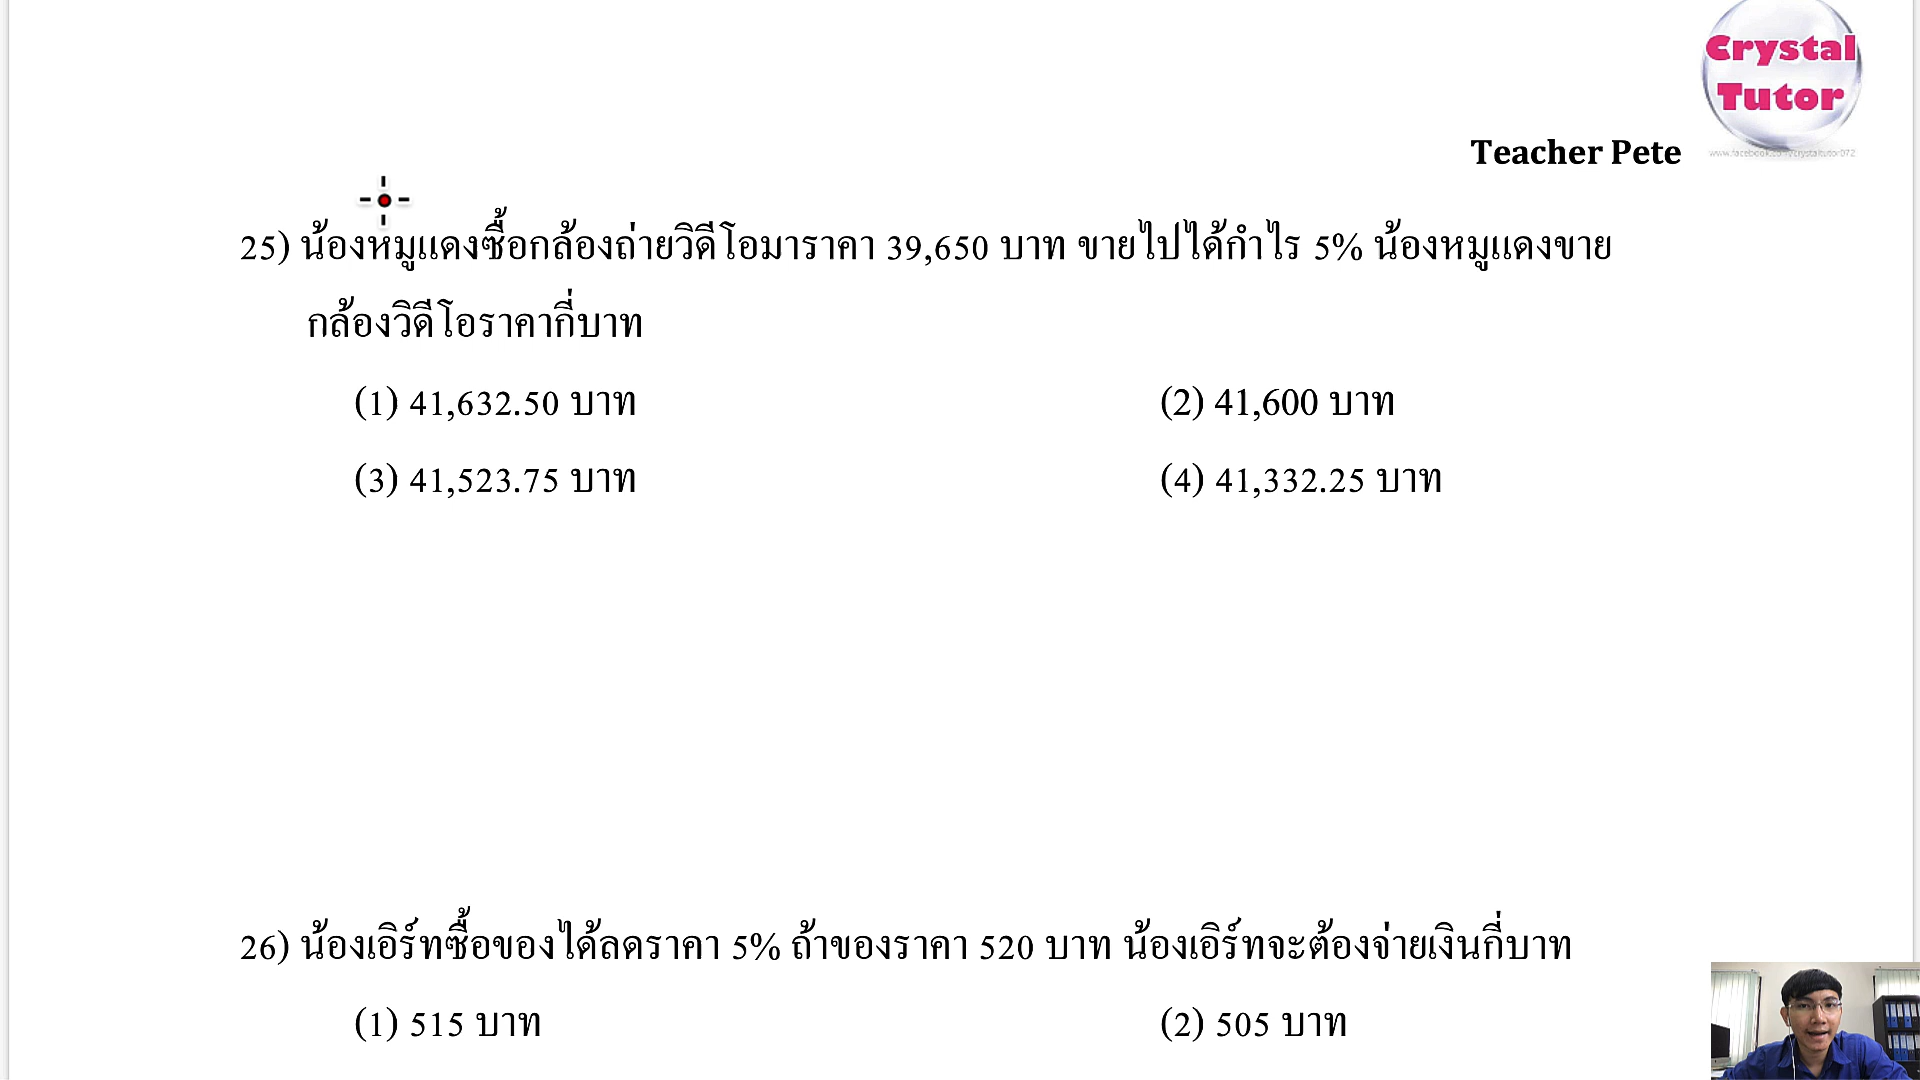 Crystal
Tutor
www.facebook.com/crystaltutor072
Teacher Pete
25) น้องหมูแดงซื้อกล้องถ่ายวิดีโอมาราคา 39,650 บาท ขายไปได้กำไร 5% น้องหมูแดงขาย
กล้องวิดีโอราคากี่บาท
(1) 41,632.50 บาท (2) 41,600 บาท
(3) 41,523.75 บาท (4) 41,332.25 บาท
26) น้องเอิร์ทซื้อของได้ลดราคา 5% ถ้าของราคา 520 บาท น้องเอิร์ทจะต้องจ่ายเงินกี่บาท
(1) 515 บาท (2) 505 บาท